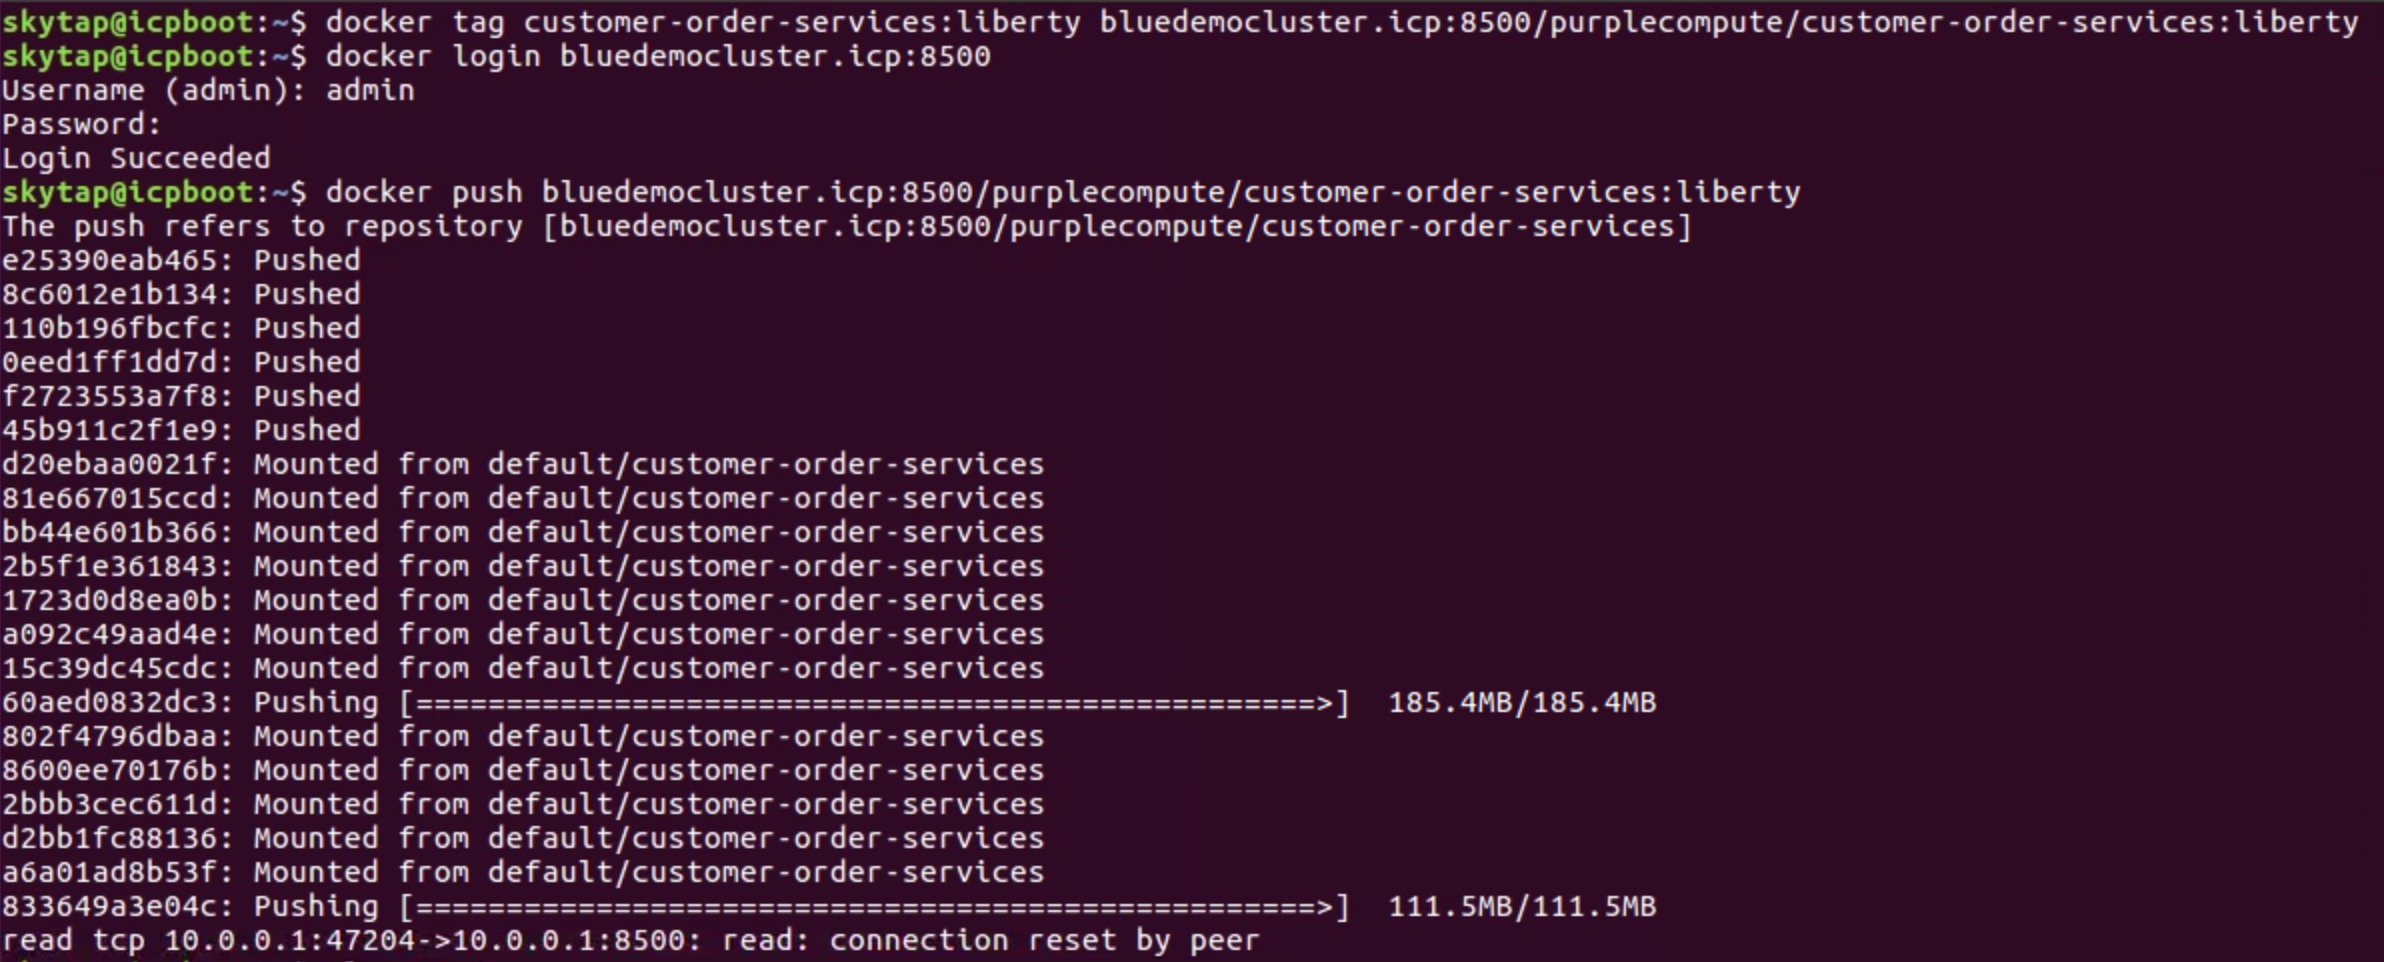 skytap@icpboot:~$ docker tag customer-order-services:liberty bluedemocluster.icp:8500/purplecompute/customer-order-services:liberty
skytap@icpboot:~$ docker login bluedemocluster.icp:8500
Username (admin): admin
Password:
Login Succeeded
skytap@icpboot:~$ docker push bluedemocluster.icp:8500/purplecompute/customer-order-services:liberty
The push refers to repository [bluedemocluster.icp:8500/purplecompute/customer-order-services]
e25390eab465: Pushed
8c6012e1b134: Pushed
110b196fbcfc: Pushed
0eed1ff1dd7d: Pushed
f2723553a7f8: Pushed
45b911c2f1e9: Pushed
d20ebaa0021f: Mounted from default/customer-order-services
81e667015ccd: Mounted from default/customer-order-services
bb44e601b366: Mounted from default/customer-order-services
2b5f1e361843: Mounted from default/customer-order-services
1723d0d8ea0b: Mounted from default/customer-order-services
a092c49aad4e: Mounted from default/customer-order-services
15c39dc45cdc: Mounted from default/customer-order-services
60aed0832dc3: Pushing [==================================================>]  185.4MB/185.4MB
802f4796dbaa: Mounted from default/customer-order-services
8600ee70176b: Mounted from default/customer-order-services
2bbb3cec611d: Mounted from default/customer-order-services
d2bb1fc88136: Mounted from default/customer-order-services
a6a01ad8b53f: Mounted from default/customer-order-services
833649a3e04c: Pushing [==================================================>]  111.5MB/111.5MB
read tcp 10.0.0.1:47204->10.0.0.1:8500: read: connection reset by peer